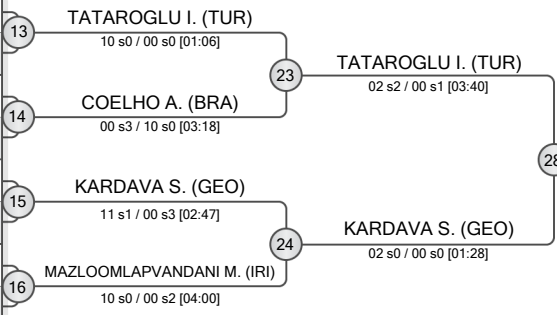 TATAROGLU I. (TUR)
13
10 s0 / 00 s0 [01:06]
23
TATAROGLU I. (TUR)
02 s2 / 00 s1 [03:40]
COELHO A. (BRA)
14
00 s3 / 10 s0 [03:18]
28
KARDAVA S. (GEO)
15
11 s1 / 00 s3 [02:47]
24
KARDAVA S. (GEO)
02 s0 / 00 s0 [01:28]
MAZLOOMLAPVANDANI M. (IRI)
16
10 s0 / 00 s2 [04:00]